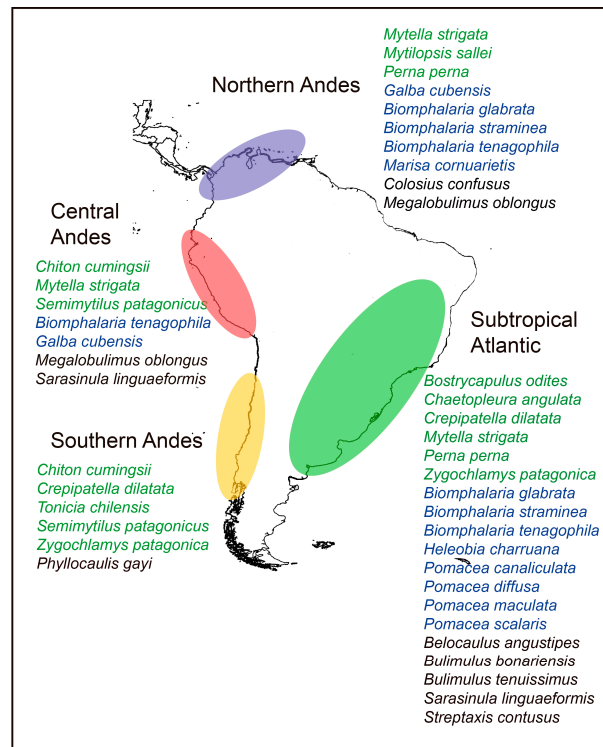 Northern Andes
Mytella strigata
Mytilopsis sallei
Perna perna
Galba cubensis
Biomphalaria glabrata
Biomphalaria straminea
Biomphalaria tenagophila
Marisa cornuarietis
Colosius confusus
Megalobulimus oblongus
Central
Andes
Chiton cumingsii
Mytella strigata
Semimytilus patagonicus
Biomphalaria tenagophila
Galba cubensis
Megalobulimus oblongus
Sarasinula linguaeformis
Southern Andes
Chiton cumingsii
Crepipatella dilatata
Tonicia chilensis
Semimytilus patagonicus
Zygochlamys patagonica
Phyllocaulis gayi
Subtropical
Atlantic
Bostrycapulus odites
Chaetopleura angulata
Crepipatella dilatata
Mytella strigata
Perna perna
Zygochlamys patagonica
Biomphalaria glabrata
Biomphalaria straminea
Biomphalaria tenagophila
Heleobia charruana
Pomacea canaliculata
Pomacea diffusa
Pomacea maculata
Pomacea scalaris
Belocaulus angustipes
Bulimulus bonariensis
Bulimulus tenuissimus
Sarasinula linguaeformis
Streptaxis contusus